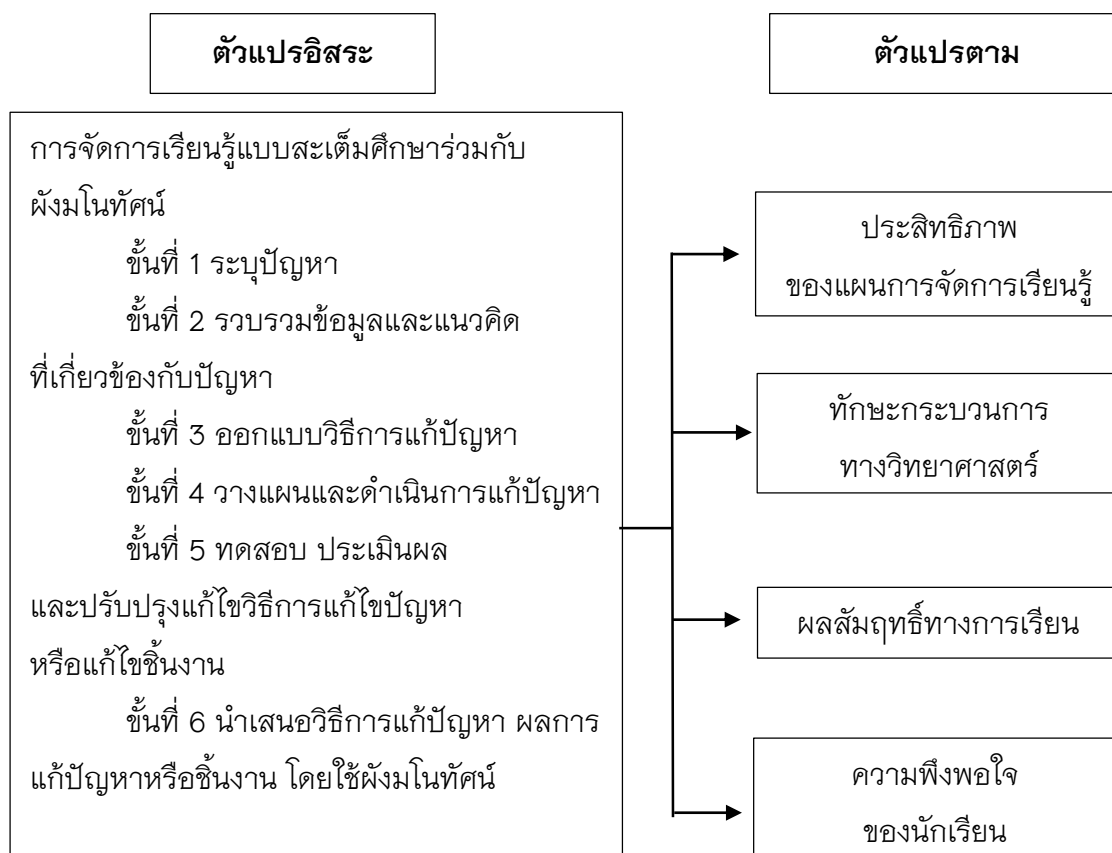 ตัวแปรอิสระ
ตัวแปรตาม
การจัดการเรียนรู้แบบสะเต็มศึกษาร่วมกับ
ผังมโนทัศน์
ขั้นที่ 1 ระบุปัญหา
ขั้นที่ 2 รวบรวมข้อมูลและแนวคิด
ที่เกี่ยวข้องกับปัญหา
ขั้นที่ 3 ออกแบบวิธีการแก้ปัญหา
ขั้นที่ 4 วางแผนและดำเนินการแก้ปัญหา
ขั้นที่ 5 ทดสอบ ประเมินผล
และปรับปรุงแก้ไขวิธีการแก้ไขปัญหา
หรือแก้ไขชิ้นงาน
ขั้นที่ 6 นำเสนอวิธีการแก้ปัญหา ผลการ
แก้ปัญหาหรือชิ้นงาน โดยใช้ผังมโนทัศน์
ประสิทธิภาพ
ของแผนการจัดการเรียนรู้
ทักษะกระบวนการ
ทางวิทยาศาสตร์
ผลสัมฤทธิ์ทางการเรียน
ความพึงพอใจ
ของนักเรียน